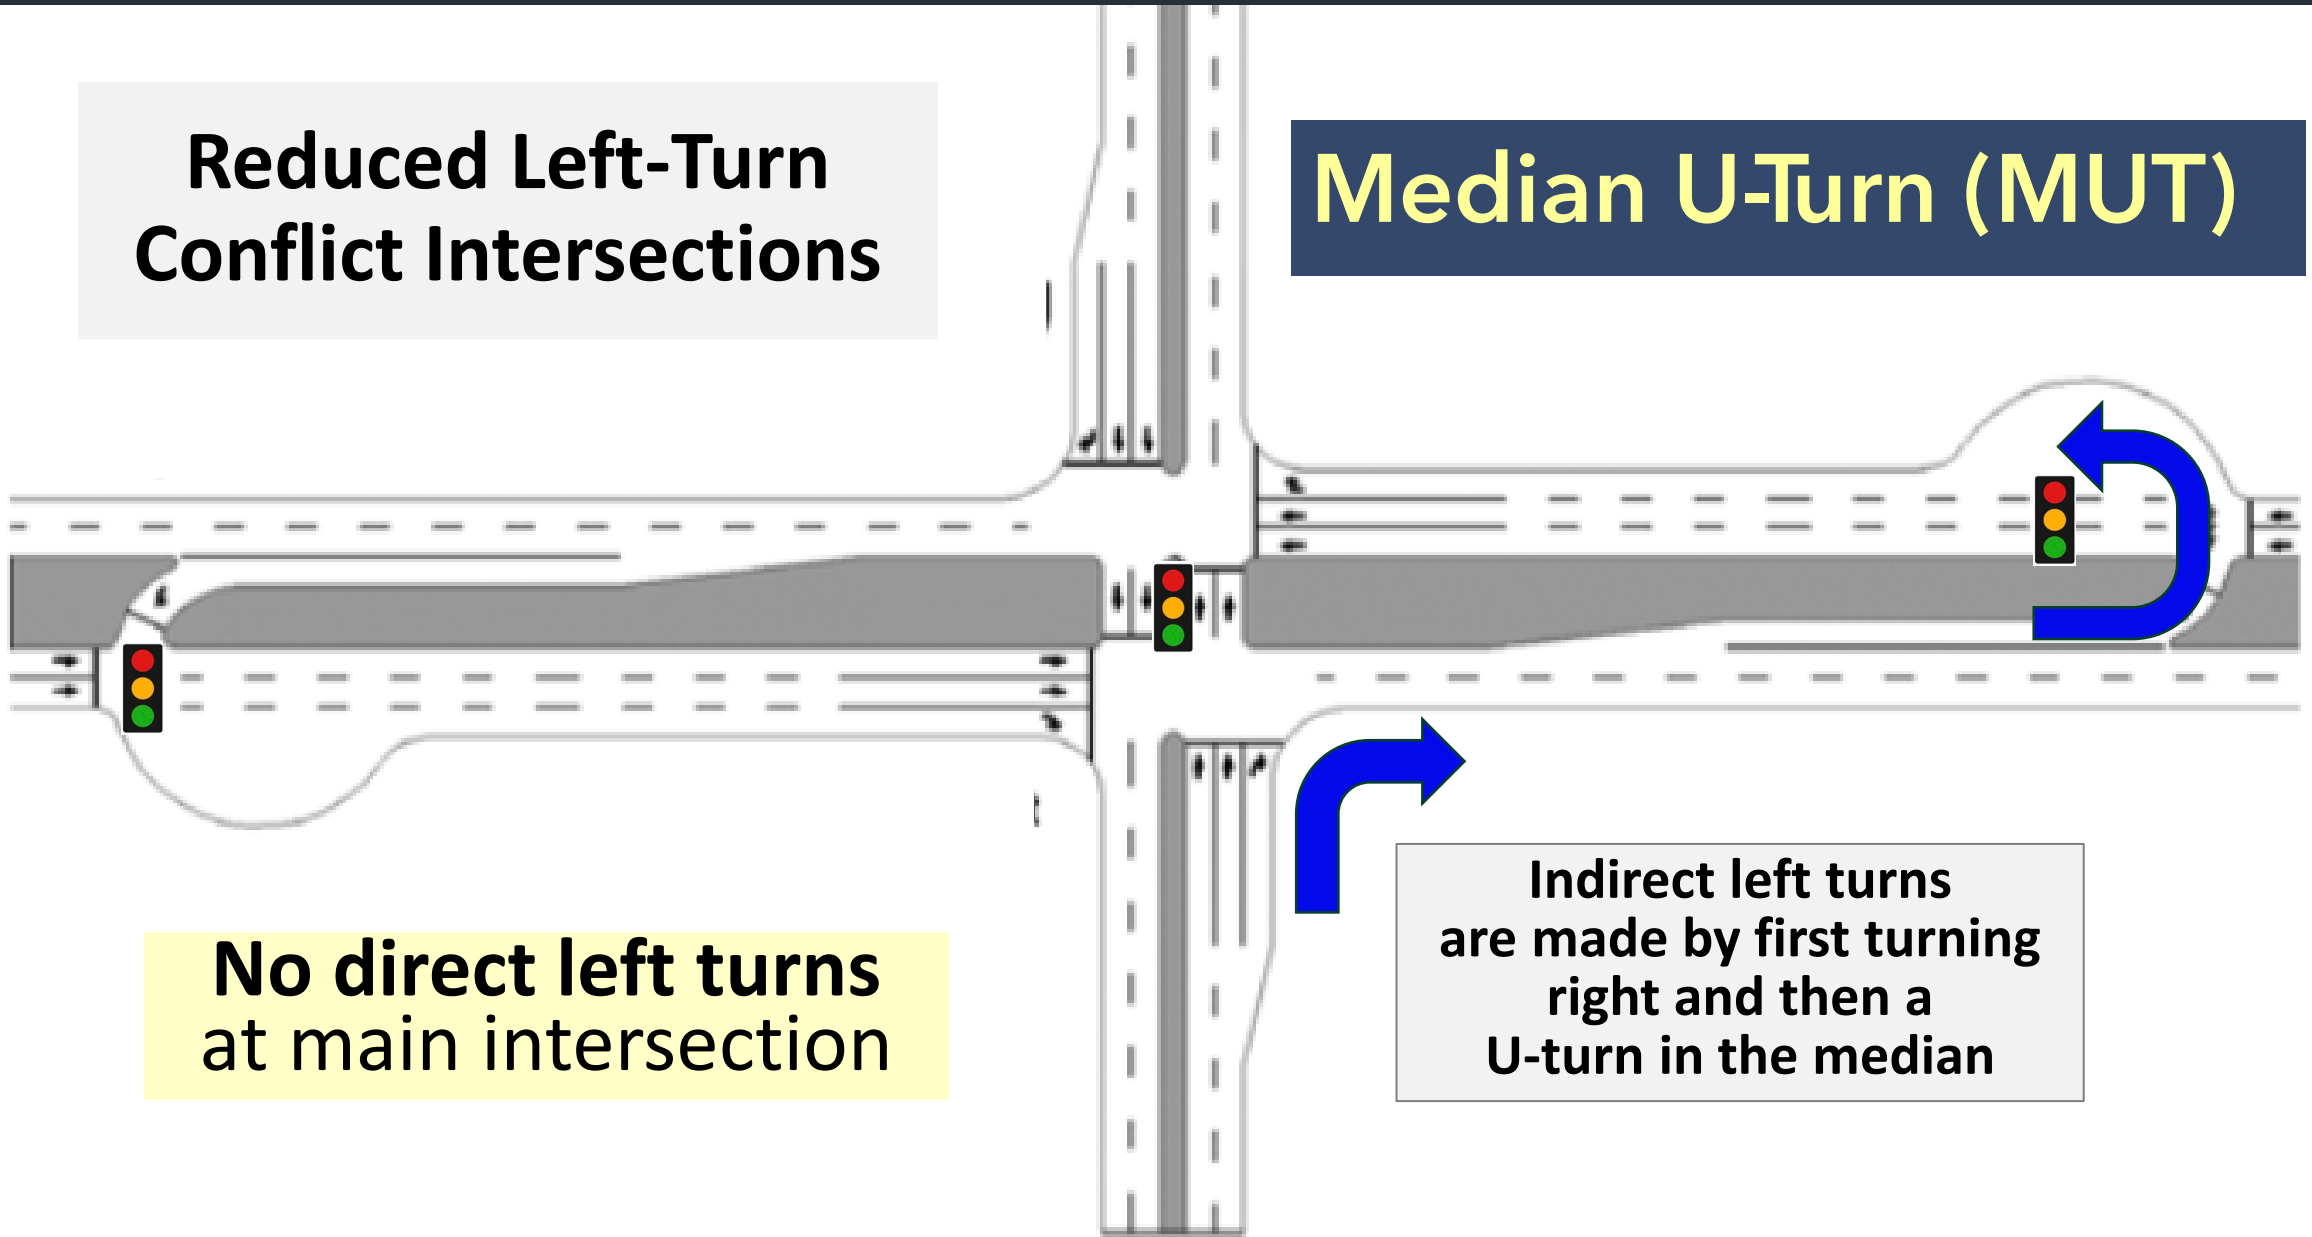 Reduced Left-Turn
Conflict Intersections
Median U-Turn (MUT)
No direct left turns
at main intersection
Indirect left turns
are made by first turning
right and then a
U-turn in the median